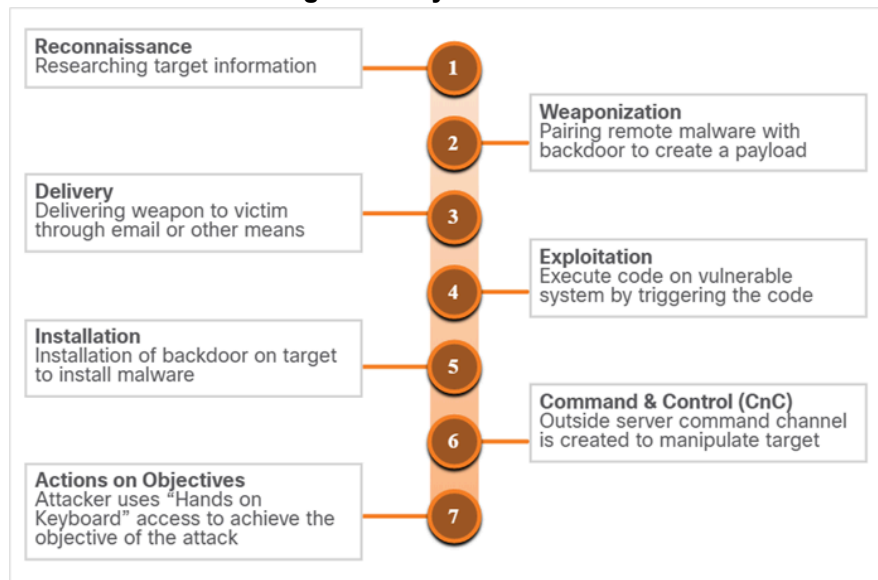 Reconnaissance
Researching target information
1
Weaponization
Pairing remote malware with
backdoor to create a payload
2
Delivery
Delivering weapon to victim
through email or other means
3
Exploitation
Execute code on vulnerable
system by triggering the code
4
Installation
Installation of backdoor on target
to install malware
5
Command & Control (CnC)
Outside server command channel
is created to manipulate target
6
Actions on Objectives
Attacker uses “Hands on
Keyboard” access to achieve the
objective of the attack
7